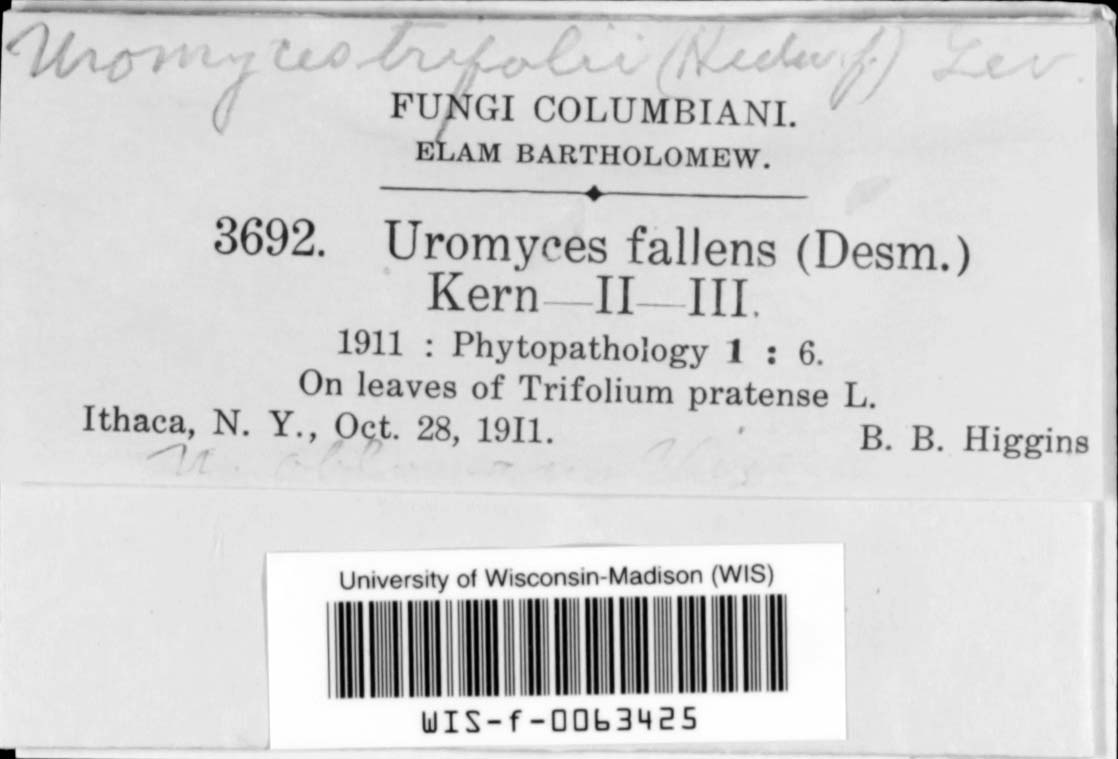 Uromyces trifolii (Hedw. f.) Lev.
FUNGI COLUMBIANI.
ELAM BARTHOLOMEW.
3692. Uromyces fallens (Desm.)
Kern—II—III.
1911 : Phytopathology 1 : 6.
On leaves of Trifolium pratense L.
Ithaca, N. Y., Oct. 28, 19I1. B. B. Higgins
University of Wisconsin-Madison (WIS)
WIS-f-0063425